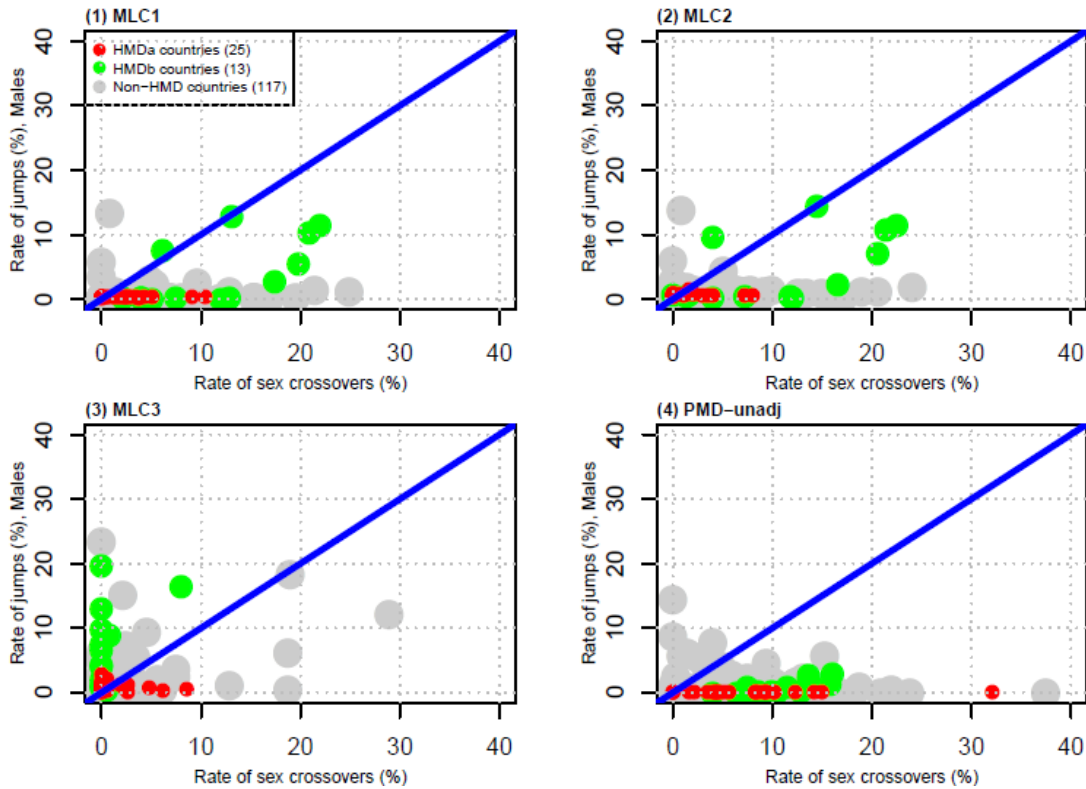 (1) MLC1
40
30
20
10
0
Rate of jumps (%), Males
HMDa countries (25)
HMDb countries (13)
Non−HMD countries (117)
0 10 20 30 40
Rate of sex crossovers (%)
(2) MLC2
40
30
20
10
0
Rate of jumps (%), Males
0 10 20 30 40
Rate of sex crossovers (%)
(3) MLC3
40
30
20
10
0
Rate of jumps (%), Males
0 10 20 30 40
Rate of sex crossovers (%)
(4) PMD−unadj
40
30
20
10
0
Rate of jumps (%), Males
0 10 20 30 40
Rate of sex crossovers (%)